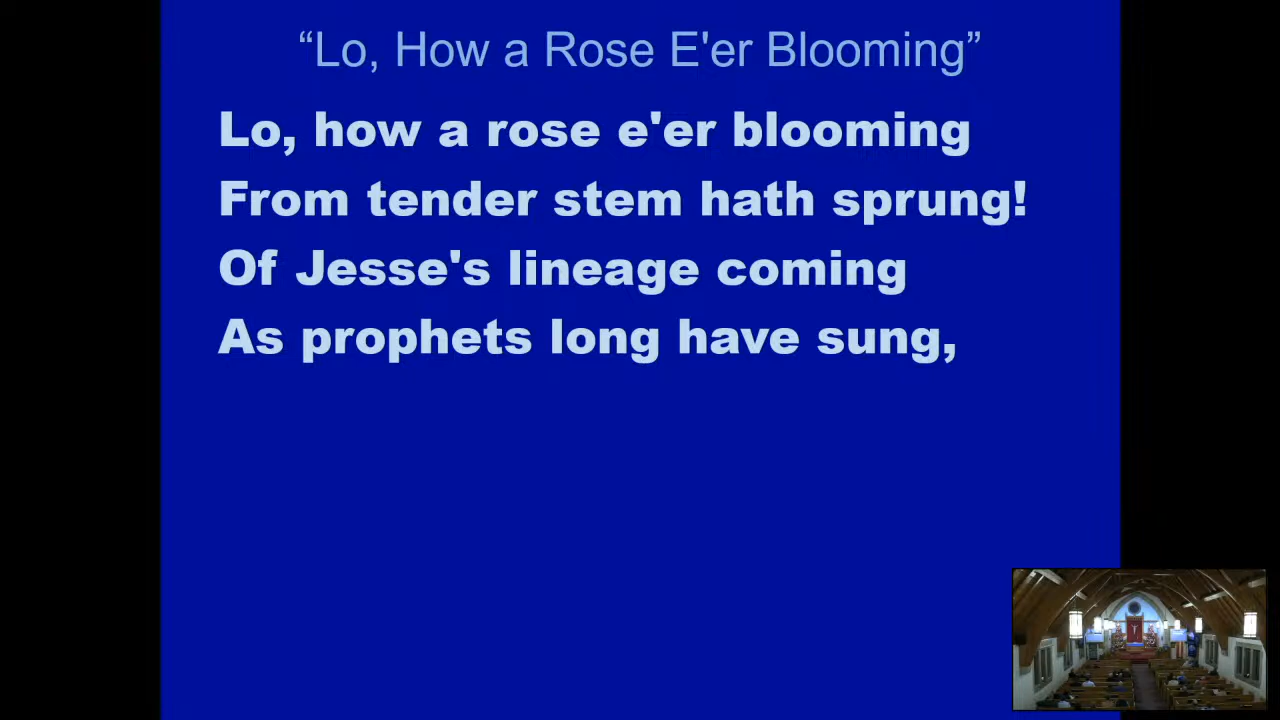 “Lo, How a Rose E'er Blooming”
Lo, how a rose e'er blooming
From tender stem hath sprung!
Of Jesse's lineage coming
As prophets long have sung,